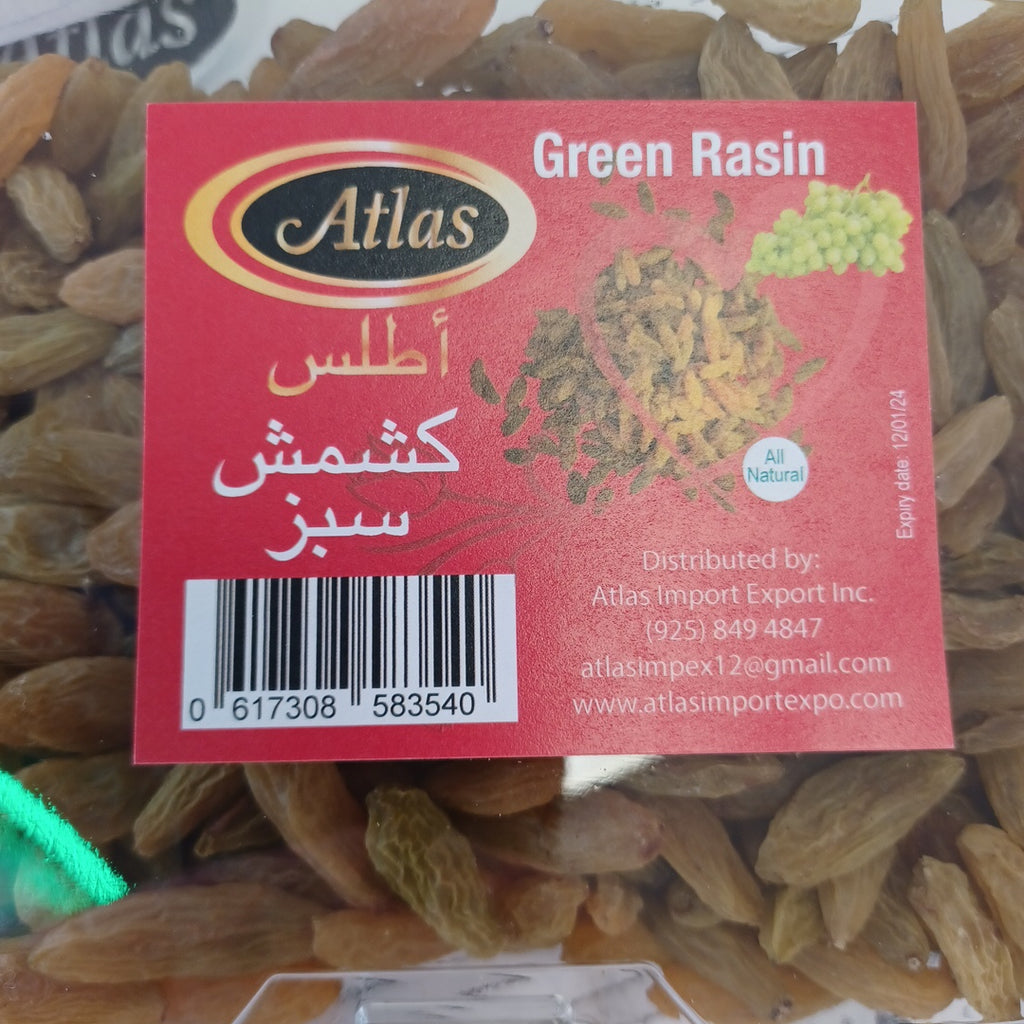 Atlas
Green Rasin
Atlas
أطلس
کشمش
سبز
All
Natural
Expiry date 12/01/24
Distributed by:
Atlas Import Export Inc.
(925) 849 4847
atlasimpex12@gmail.com
www.atlasimportexpo.com
0 617308 583540